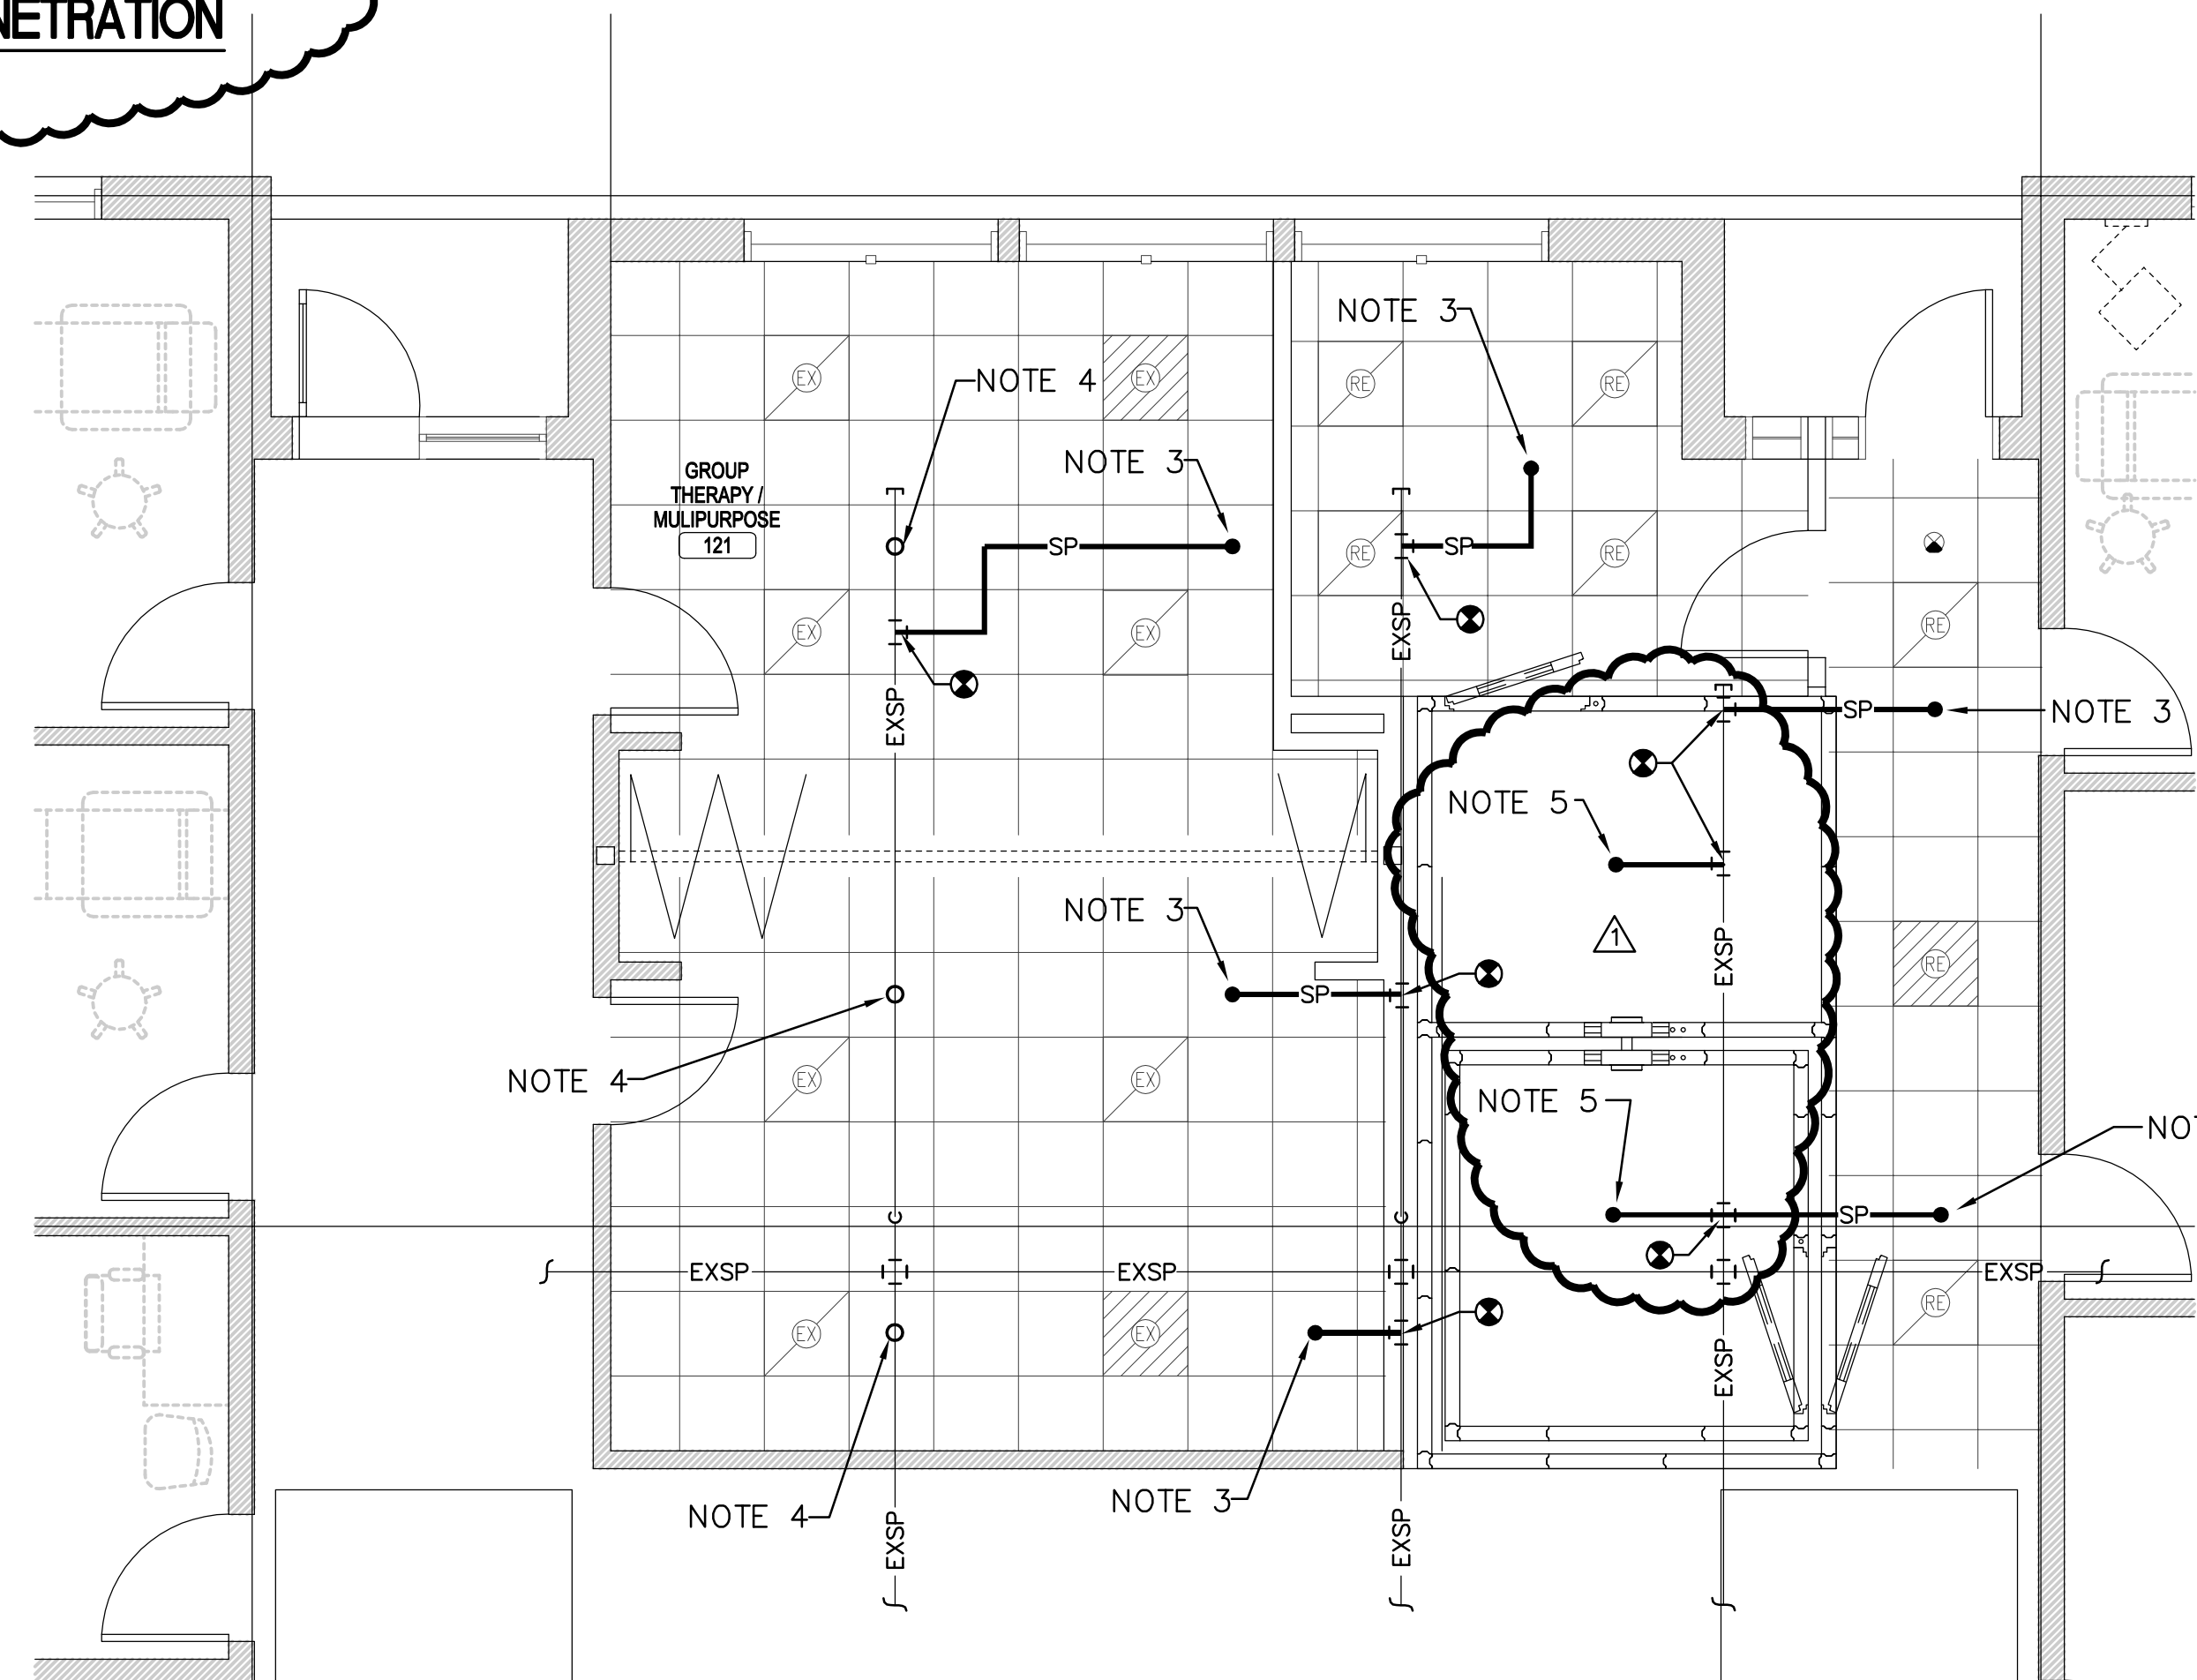 NETRATION
NOTE 3
EX
EX
RE
RE
NOTE 4
NOTE 3
GROUP
THERAPY /
MULIPURPOSE
121
SP
SP
RE
RE
EX
EX
EXSP
RE
EXSP
SP
NOTE 3
NOTE 5
NOTE 3
EXSP
1
RE
SP
NOTE 4
EX
EX
NOTE 5
NO
SP
EXSP
EXSP
EXSP
EX
EX
RE
EXSP
NOTE 4
NOTE 3
EXSP
EXSP